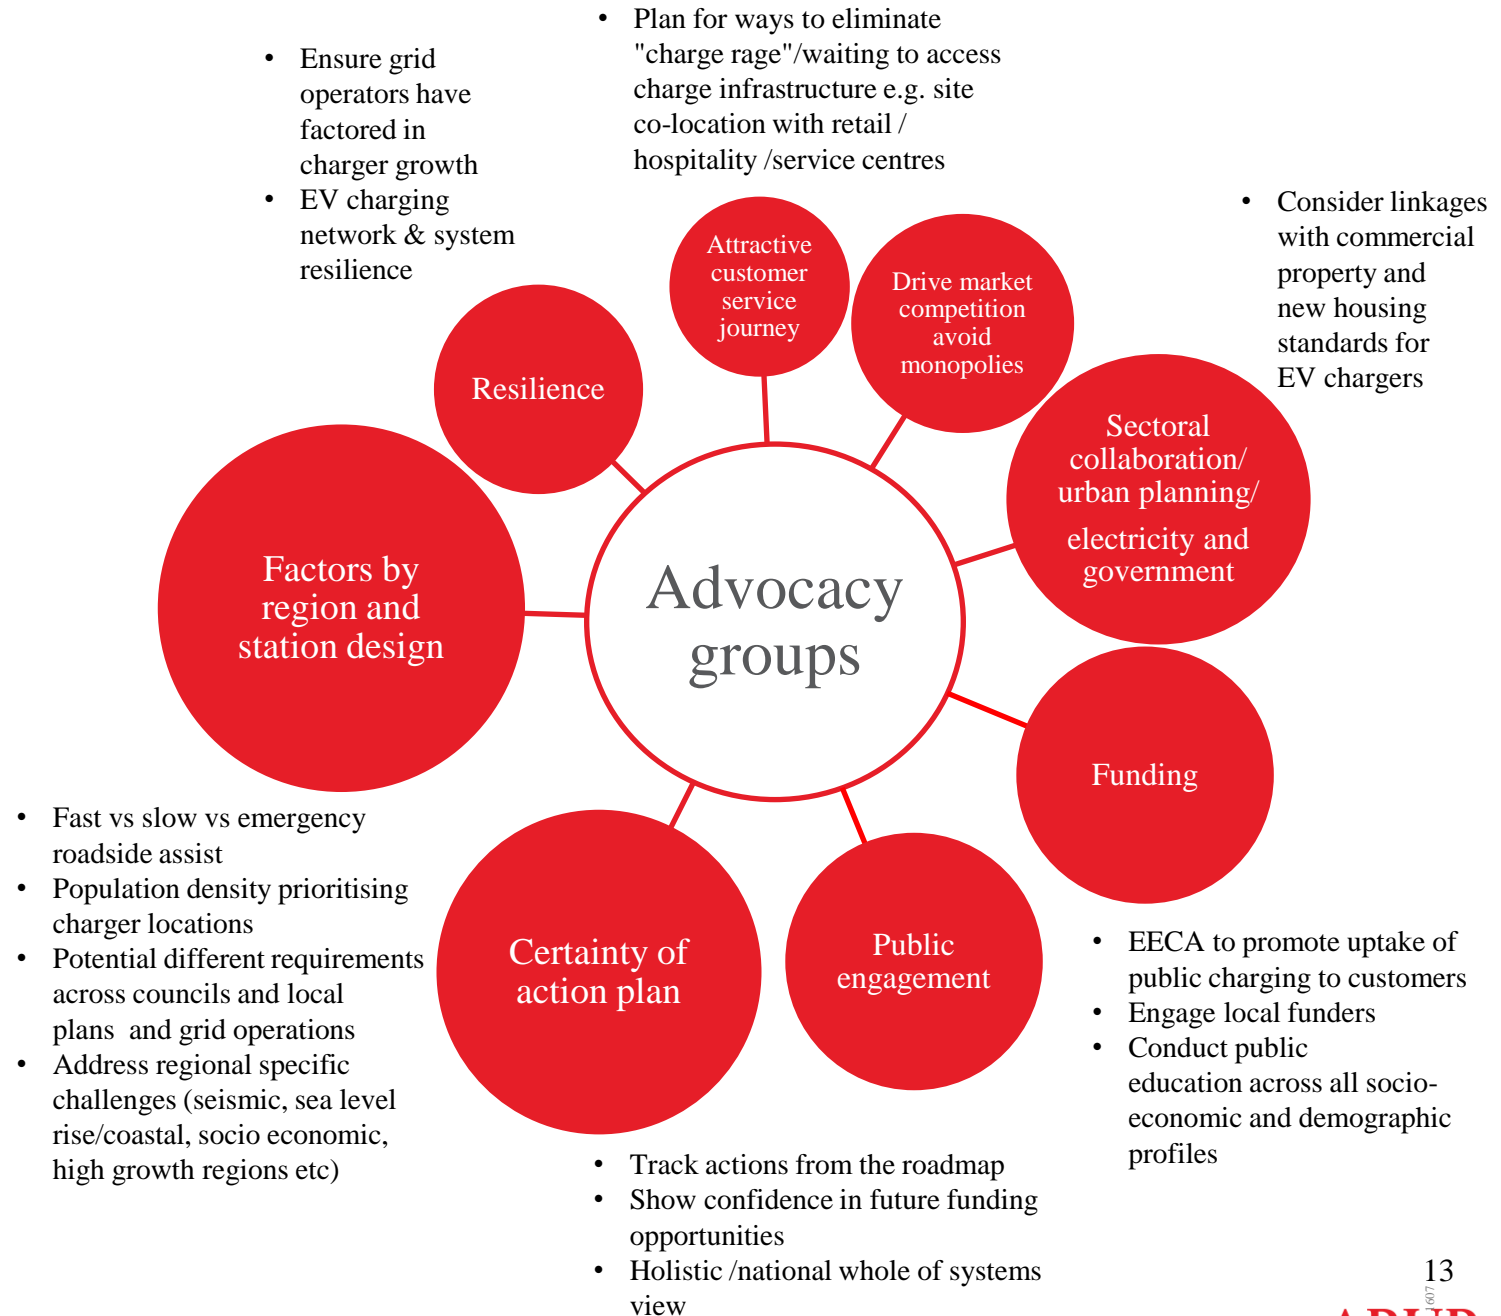 • Plan for ways to eliminate
"charge rage"/waiting to access
charge infrastructure e.g. site
co-location with retail /
hospitality /service centres
• Ensure grid
operators have
factored in
charger growth
• EV charging
network & system
resilience
• Consider linkages
with commercial
property and
new housing
standards for
EV chargers
Attractive
customer
service
journey
Drive market
competition
avoid
monopolies
Resilience
Sectoral
collaboration/
urban planning/
electricity and
government
Factors by
region and
station design
Advocacy
groups
Funding
• Fast vs slow vs emergency
roadside assist
• Population density prioritising
charger locations
• Potential different requirements
across councils and local
plans  and grid operations
• Address regional specific
challenges (seismic, sea level
rise/coastal, socio economic,
high growth regions etc)
Certainty of
action plan
Public
engagement
• EECA to promote uptake of
public charging to customers
• Engage local funders
• Conduct public
education across all socio-
economic and demographic
profiles
• Track actions from the roadmap
• Show confidence in future funding
opportunities
• Holistic /national whole of systems
view
13
1607